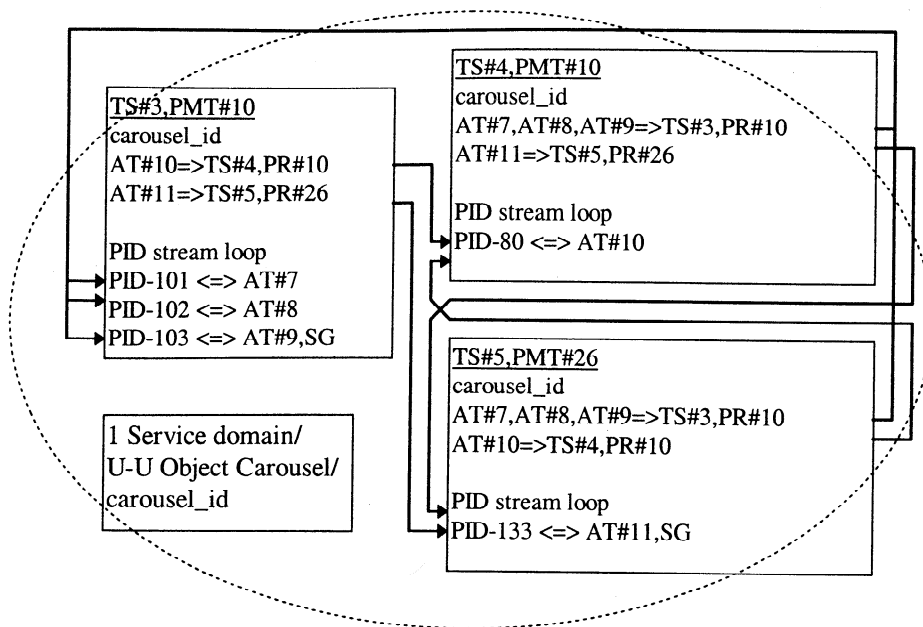 TS#3,PMT#10
carousel_id
AT#10=>TS#4,PR#10
AT#11=>TS#5,PR#26
PID stream loop
PID-101 <=> AT#7
PID-102 <=> AT#8
PID-103 <=> AT#9,SG
TS#4,PMT#10
carousel_id
AT#7,AT#8,AT#9=>TS#3,PR#10
AT#11=>TS#5,PR#26
PID stream loop
PID-80 <=> AT#10
TS#5,PMT#26
carousel_id
AT#7,AT#8,AT#9=>TS#3,PR#10
AT#10=>TS#4,PR#10
PID stream loop
PID-133 <=> AT#11,SG
1 Service domain/
U-U Object Carousel/
carousel_id